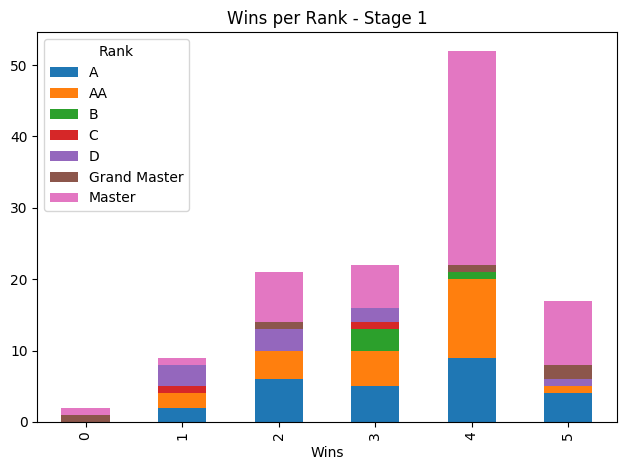 Wins per Rank - Stage 1
Rank
A
AA
B
C
D
Grand Master
Master
50
40
30
20
10
0
0 1 2 3 4 5
Wins